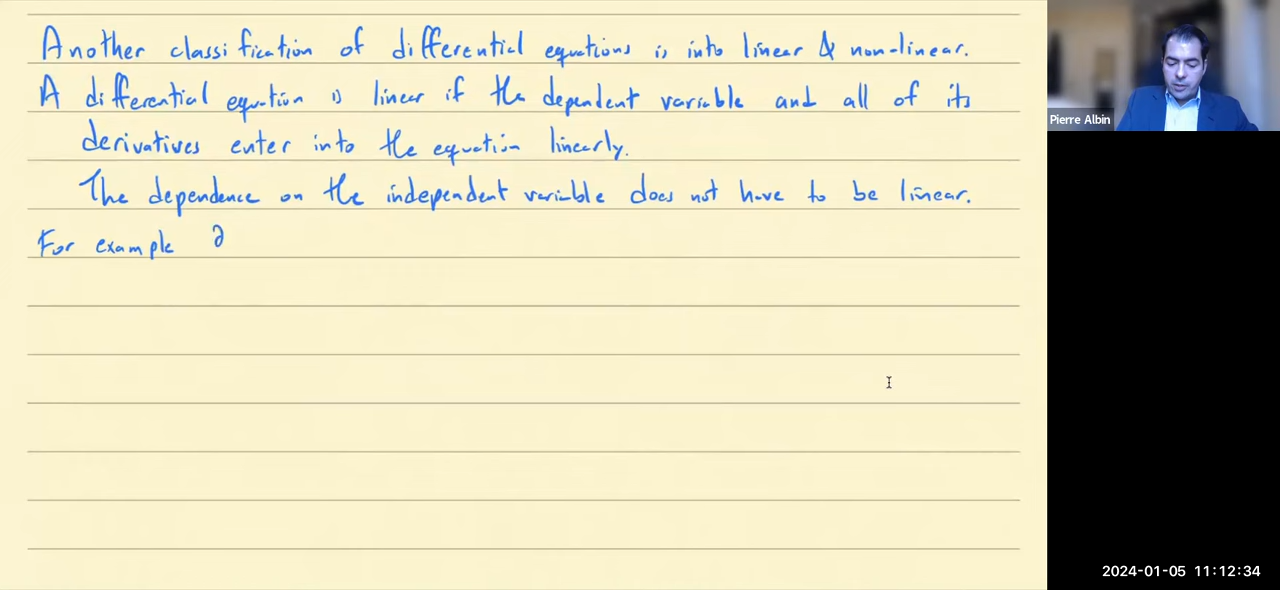 Another classification of differential equations is into linear & non-linear.
A differential equation is linear if the dependent variable and all of its
derivatives enter into the equation linearly.
The dependence on the independent variable does not have to be linear.
For example ∂
Pierre Albin
2024-01-05 11:12:34